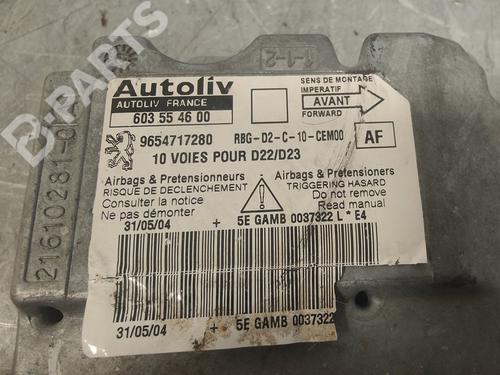 B-PARTS
1-1-2
Autoliv
AUTOLIV FRANCE
603 55 46 00
SENS DE MONTAGE
IMPERATIF
AVANT
FORWARD
9654717280
RBG-D2-C-10-CEM00
AF
10 VOIES POUR D22/D23
Airbags & Pretensionneurs
RISQUE DE DECLENCHEMENT
Consulter la notice
Ne pas démonter
Airbags & Pretensioners
TRIGGERING HASARD
Do not remove
Read manual
31/05/04 + 5E GAMB 0037322 L * E4
31/05/04 + 5E GAMB 0037322